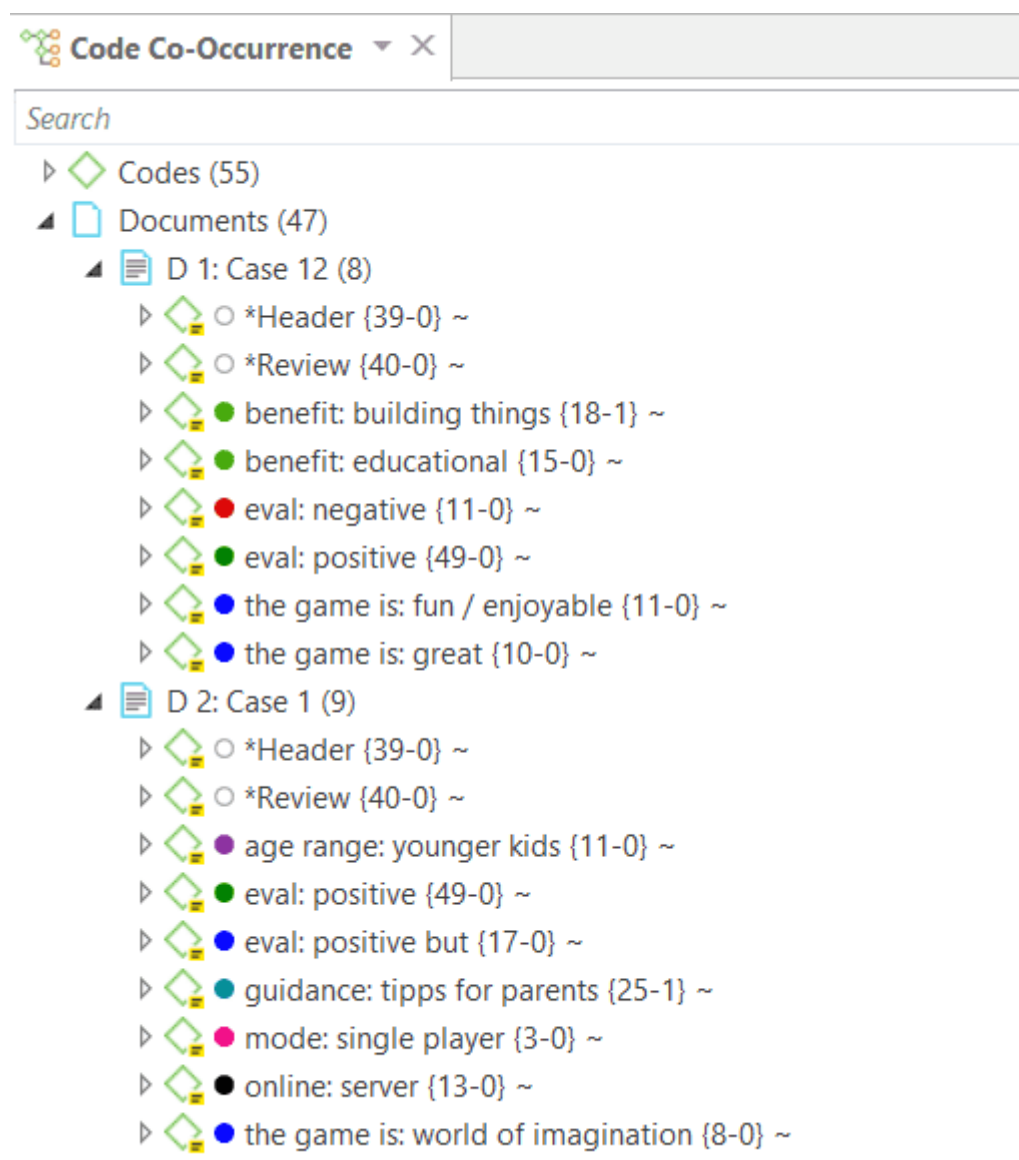 Code Co-Occurrence
Search
Codes (55)
Documents (47)
D 1: Case 12 (8)
*Header {39-0} ~
*Review {40-0} ~
benefit: building things {18-1} ~
benefit: educational {15-0} ~
eval: negative {11-0} ~
eval: positive {49-0} ~
the game is: fun / enjoyable {11-0} ~
the game is: great {10-0} ~
D 2: Case 1 (9)
*Header {39-0} ~
*Review {40-0} ~
age range: younger kids {11-0} ~
eval: positive {49-0} ~
eval: positive but {17-0} ~
guidance: tipps for parents {25-1} ~
mode: single player {3-0} ~
online: server {13-0} ~
the game is: world of imagination {8-0} ~